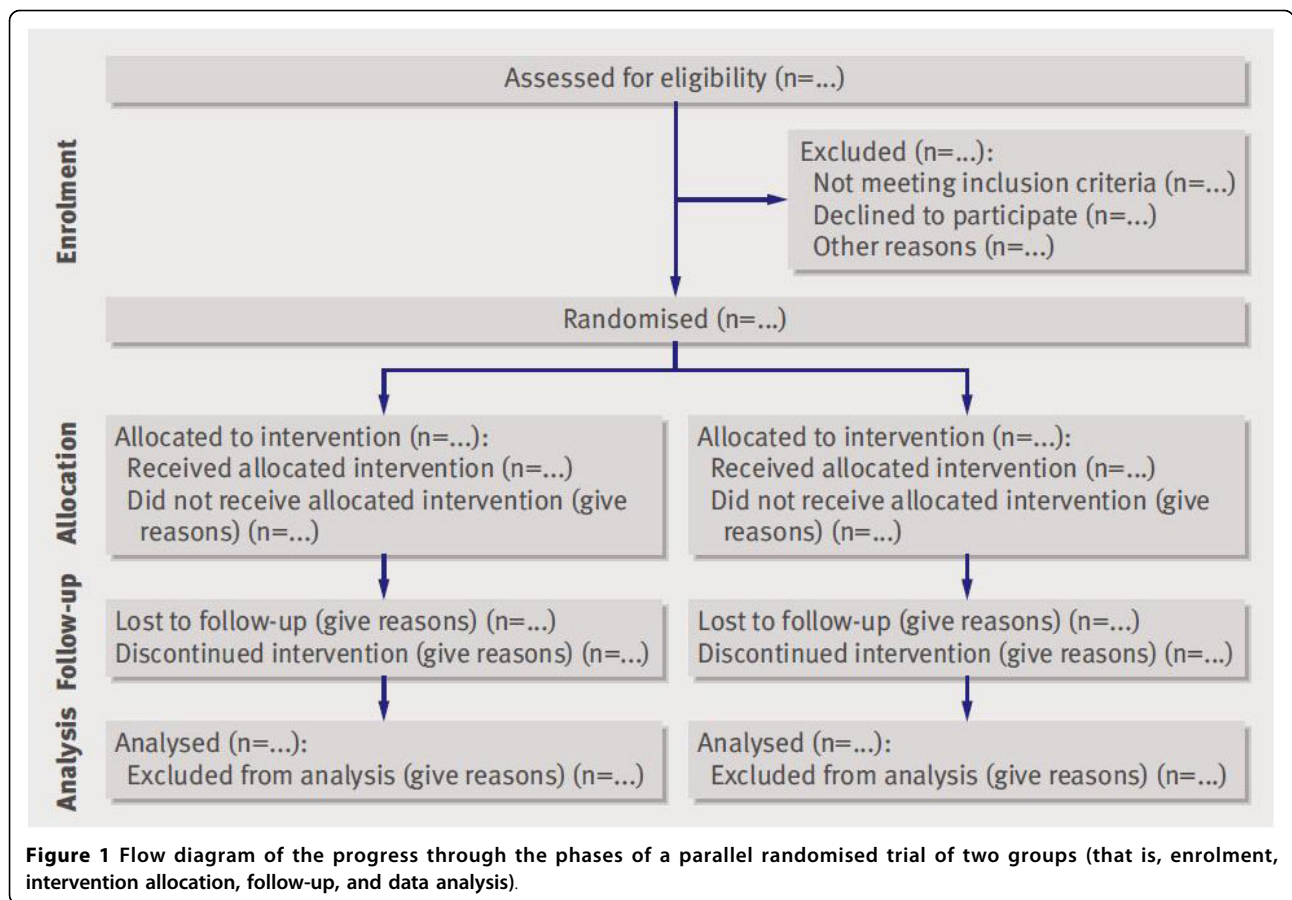 Assessed for eligibility (n=...)
Enrolment
Excluded (n=...):
Not meeting inclusion criteria (n=...)
Declined to participate (n=...)
Other reasons (n=...)
Randomised (n=...)
Allocation
Allocated to intervention (n=...):
Received allocated intervention (n=...)
Did not receive allocated intervention (give
reasons) (n=...)
Allocated to intervention (n=...):
Received allocated intervention (n=...)
Did not receive allocated intervention (give
reasons) (n=...)
Follow-up
Lost to follow-up (give reasons) (n=...)
Discontinued intervention (give reasons) (n=...)
Lost to follow-up (give reasons) (n=...)
Discontinued intervention (give reasons) (n=...)
Analysis
Analysed (n=...):
Excluded from analysis (give reasons) (n=...)
Analysed (n=...):
Excluded from analysis (give reasons) (n=...)
Figure 1 Flow diagram of the progress through the phases of a parallel randomised trial of two groups (that is, enrolment,
intervention allocation, follow-up, and data analysis).